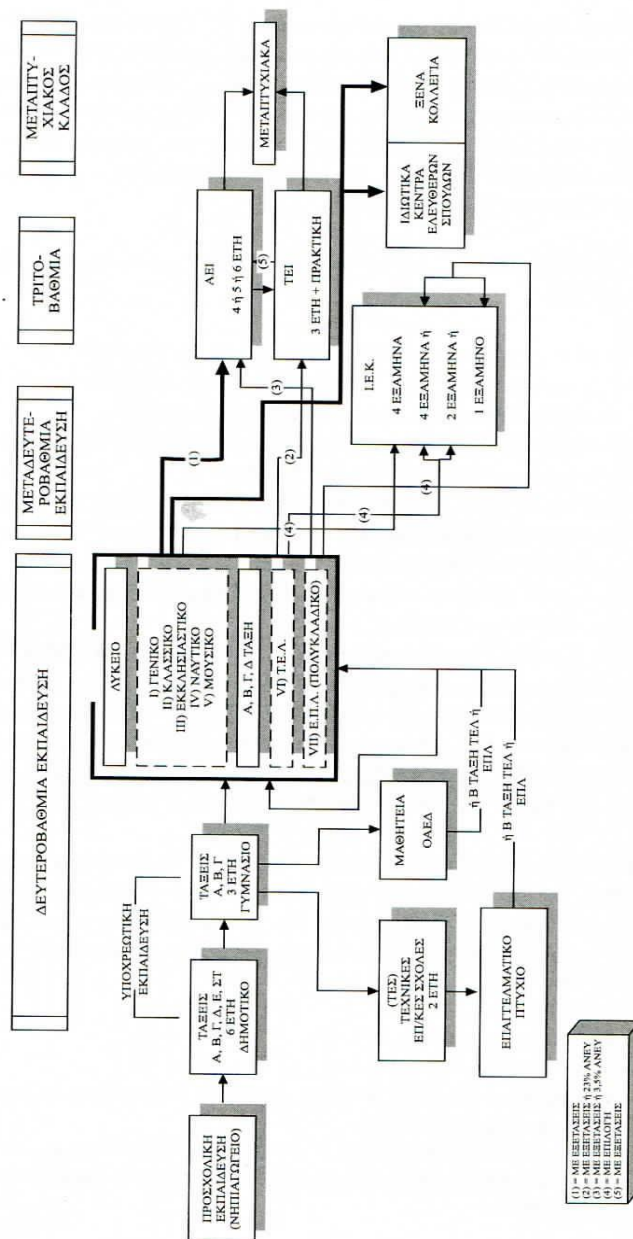 ΔΕΥΤΕΡΟΒΑΘΜΙΑ ΕΚΠΑΙΔΕΥΣΗ
ΜΕΤΑΔΕΥΤΕ-
ΡΟΒΑΘΜΙΑ
ΕΚΠΑΙΔΕΥΣΗ
ΤΡΙΤΟ-
ΒΑΘΜΙΑ
ΜΕΤΑΠΤΥ-
ΧΙΑΚΟΣ
ΚΛΑΔΟΣ
ΠΡΟΣΧΟΛΙΚΗ
ΕΚΠΑΙΔΕΥΣΗ
(ΝΗΠΙΑΓΩΓΕΙΟ)
ΥΠΟΧΡΕΩΤΙΚΗ
ΕΚΠΑΙΔΕΥΣΗ
ΤΑΞΕΙΣ
Α, Β, Γ, Δ, Ε, ΣΤ
6 ΕΤΗ
ΔΗΜΟΤΙΚΟ
ΤΑΞΕΙΣ
Α, Β, Γ
3 ΕΤΗ
ΓΥΜΝΑΣΙΟ
ΛΥΚΕΙΟ
Ι) ΓΕΝΙΚΟ
ΙΙ) ΚΛΑΣΣΙΚΟ
ΙΙΙ) ΕΚΚΛΗΣΙΑΣΤΙΚΟ
IV) ΝΑΥΤΙΚΟ
V) ΜΟΥΣΙΚΟ
Α, Β, Γ, Δ ΤΑΞΗ
VI) Τ.Ε.Λ.
VII) Ε.Π.Λ. (ΠΟΛΥΚΛΑΔΙΚΟ)
(1)
(2)
(3)
(4)
(4)
(4)
(5)
ΑΕΙ
4 ή 5 ή 6 ΕΤΗ
ΤΕΙ
3 ΕΤΗ + ΠΡΑΚΤΙΚΗ
ΜΕΤΑΠΤΥΧΙΑΚΑ
Ι.Ε.Κ.
4 ΕΞΑΜΗΝΑ
4 ΕΞΑΜΗΝΑ ή
2 ΕΞΑΜΗΝΑ ή
1 ΕΞΑΜΗΝΟ
ΙΔΙΩΤΙΚΑ
ΚΕΝΤΡΑ
ΕΛΕΥΘΕΡΩΝ
ΣΠΟΥΔΩΝ
ΞΕΝΑ
ΚΟΛΛΕΓΙΑ
ΜΑΘΗΤΕΙΑ
ΟΑΕΔ
ή Β ΤΑΞΗ ΤΕΛ ή
ΕΠΛ
(ΤΕΣ)
ΤΕΧΝΙΚΕΣ
ΕΠ/ΚΕΣ ΣΧΟΛΕΣ
2 ΕΤΗ
ΕΠΑΓΓΕΛΜΑΤΙΚΟ
ΠΤΥΧΙΟ
ή Β ΤΑΞΗ ΤΕΛ ή
ΕΠΛ
(1) = ΜΕ ΕΞΕΤΑΣΕΙΣ
(2) = ΜΕ ΕΞΕΤΑΣΕΙΣ ή 23% ΑΝΕΥ
(3) = ΜΕ ΕΞΕΤΑΣΕΙΣ ή 3,5% ΑΝΕΥ
(4) = ΜΕ ΕΠΙΛΟΓΗ
(5) = ΜΕ ΕΞΕΤΑΣΕΙΣ